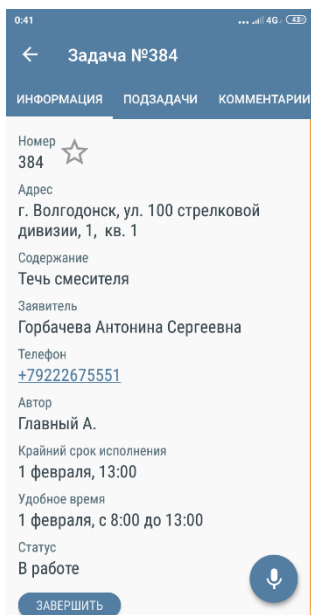 0:41
4G
43
Задача №384
ИНФОРМАЦИЯ ПОДЗАДАЧИ КОММЕНТАРИИ
Номер
384
Адрес
г. Волгодонск, ул. 100 стрелковой
дивизии, 1, кв. 1
Содержание
Течь смесителя
Заявитель
Горбачева Антонина Сергеевна
Телефон
+79222675551
Автор
Главный А.
Крайний срок исполнения
1 февраля, 13:00
Удобное время
1 февраля, с 8:00 до 13:00
Статус
В работе
ЗАВЕРШИТЬ